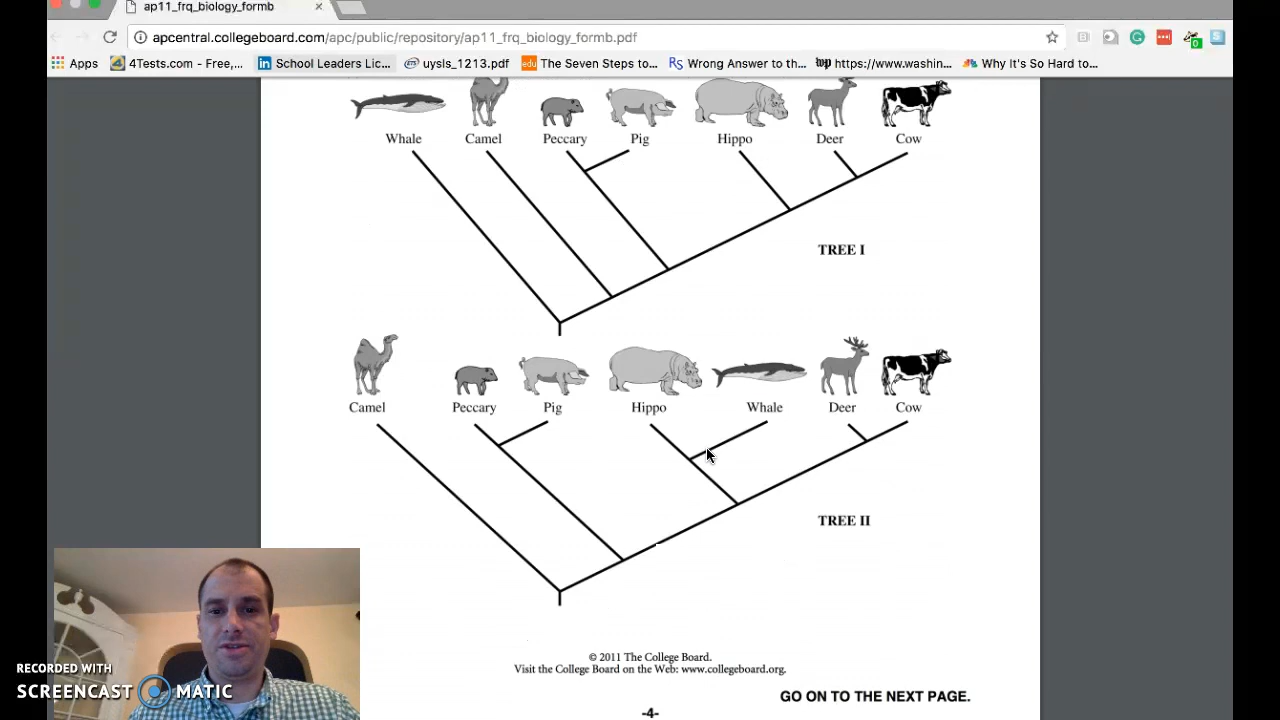 ap11_frq_biology_formb
apcentral.collegeboard.com/apc/public/repository/ap11_frq_biology_formb.pdf
Apps 4Tests.com - Free,... School Leaders Lic... uysls_1213.pdf The Seven Steps to... Wrong Answer to th... https://www.washin... Why It's So Hard to...
Whale Camel Peccary Pig Hippo Deer Cow
TREE I
Camel Peccary Pig Hippo Whale Deer Cow
TREE II
© 2011 The College Board.
Visit the College Board on the Web: www.collegeboard.org.
GO ON TO THE NEXT PAGE.
-4-
RECORDED WITH
SCREENCAST MATIC